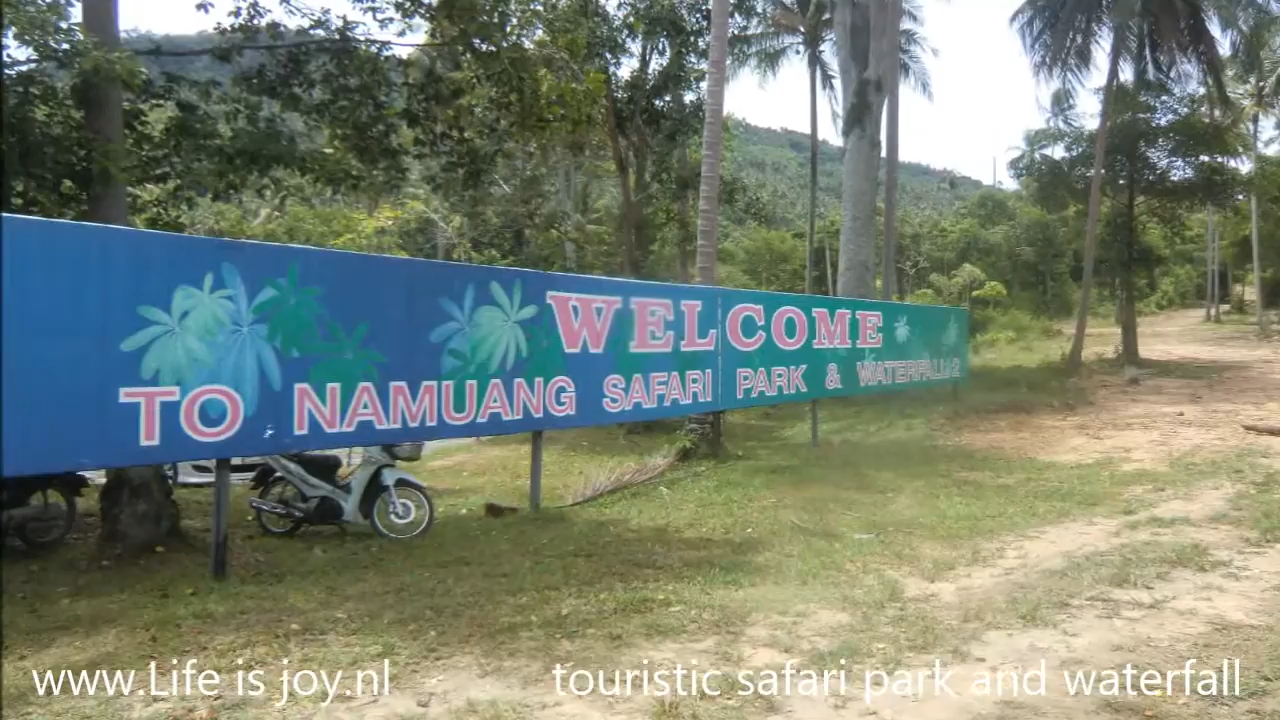 WELCOME
TO NAMUANG SAFARI PARK & WATERFALL 2
www.Life is joy.nl
touristic safari park and waterfall